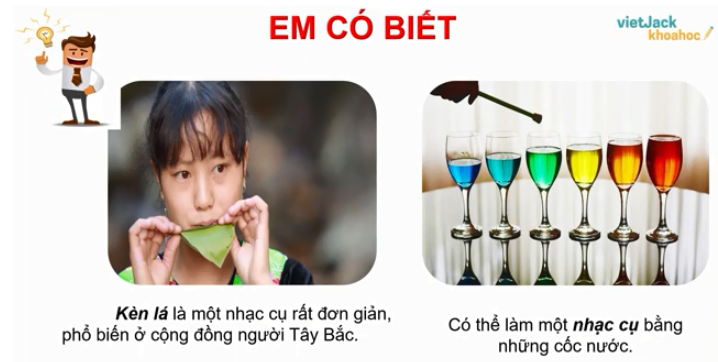 EM CÓ BIẾT
vietJack
khoahoc
Kèn lá là một nhạc cụ rất đơn giản,
phổ biến ở cộng đồng người Tây Bắc.
Có thể làm một nhạc cụ bằng
những cốc nước.